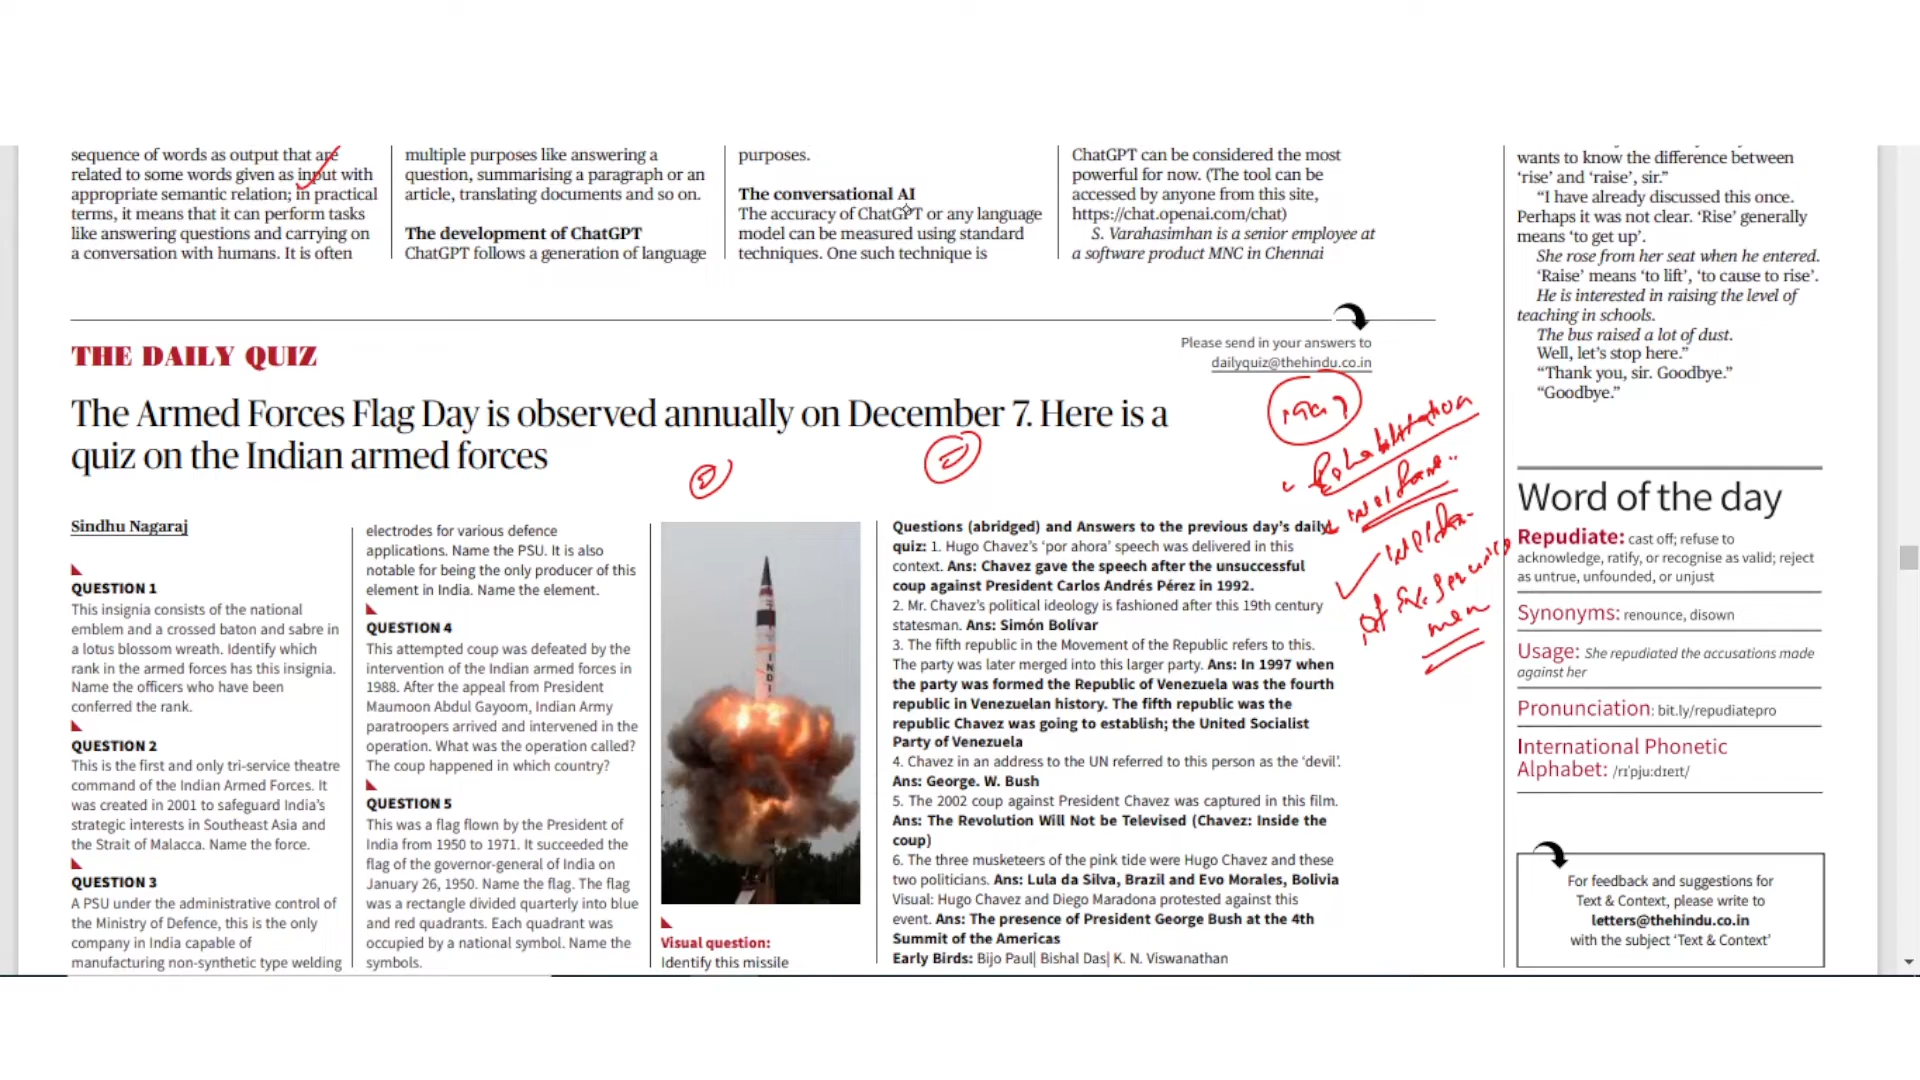 sequence of words as output that are
related to some words given as input with
appropriate semantic relation; in practical
terms, it means that it can perform tasks
like answering questions and carrying on
a conversation with humans. It is often
multiple purposes like answering a
question, summarising a paragraph or an
article, translating documents and so on.
The development of ChatGPT
ChatGPT follows a generation of language
purposes.
The conversational AI
The accuracy of ChatGPT or any language
model can be measured using standard
techniques. One such technique is
ChatGPT can be considered the most
powerful for now. (The tool can be
accessed by anyone from this site,
https://chat.openai.com/chat)
S. Varahasimhan is a senior employee at
a software product MNC in Chennai
wants to know the difference between
‘rise’ and ‘raise’, sir.”
“I have already discussed this once.
Perhaps it was not clear. ‘Rise’ generally
means ‘to get up’.
She rose from her seat when he entered.
‘Raise’ means ‘to lift’, ‘to cause to rise’.
He is interested in raising the level of
teaching in schools.
The bus raised a lot of dust.
Well, let’s stop here.”
“Thank you, sir. Goodbye.”
“Goodbye.”
THE DAILY QUIZ
Please send in your answers to
dailyquiz@thehindu.co.in
The Armed Forces Flag Day is observed annually on December 7. Here is a
quiz on the Indian armed forces
Rehabilitation
welfare
of Ex. Service
men
Sindhu Nagaraj
QUESTION 1
This insignia consists of the national
emblem and a crossed baton and sabre in
a lotus blossom wreath. Identify which
rank in the armed forces has this insignia.
Name the officers who have been
conferred the rank.
QUESTION 2
This is the first and only tri-service theatre
command of the Indian Armed Forces. It
was created in 2001 to safeguard India’s
strategic interests in Southeast Asia and
the Strait of Malacca. Name the force.
QUESTION 3
A PSU under the administrative control of
the Ministry of Defence, this is the only
company in India capable of
manufacturing non-synthetic type welding
electrodes for various defence
applications. Name the PSU. It is also
notable for being the only producer of this
element in India. Name the element.
QUESTION 4
This attempted coup was defeated by the
intervention of the Indian armed forces in
1988. After the appeal from President
Maumoon Abdul Gayoom, Indian Army
paratroopers arrived and intervened in the
operation. What was the operation called?
The coup happened in which country?
QUESTION 5
This was a flag flown by the President of
India from 1950 to 1971. It succeeded the
flag of the governor-general of India on
January 26, 1950. Name the flag. The flag
was a rectangle divided quarterly into blue
and red quadrants. Each quadrant was
occupied by a national symbol. Name the
symbols.
INDI
Visual question:
Identify this missile
Questions (abridged) and Answers to the previous day’s daily
quiz: 1. Hugo Chavez’s ‘por ahora’ speech was delivered in this
context. Ans: Chavez gave the speech after the unsuccessful
coup against President Carlos Andrés Pérez in 1992.
2. Mr. Chavez’s political ideology is fashioned after this 19th century
statesman. Ans: Simón Bolívar
3. The fifth republic in the Movement of the Republic refers to this.
The party was later merged into this larger party. Ans: In 1997 when
the party was formed the Republic of Venezuela was the fourth
republic in Venezuelan history. The fifth republic was the
republic Chavez was going to establish; the United Socialist
Party of Venezuela
4. Chavez in an address to the UN referred to this person as the ‘devil’.
Ans: George. W. Bush
5. The 2002 coup against President Chavez was captured in this film.
Ans: The Revolution Will Not be Televised (Chavez: Inside the
coup)
6. The three musketeers of the pink tide were Hugo Chavez and these
two politicians. Ans: Lula da Silva, Brazil and Evo Morales, Bolivia
Visual: Hugo Chavez and Diego Maradona protested against this
event. Ans: The presence of President George Bush at the 4th
Summit of the Americas
Early Birds: Bijo Paul| Bishal Das| K. N. Viswanathan
Word of the day
Repudiate: cast off; refuse to
acknowledge, ratify, or recognise as valid; reject
as untrue, unfounded, or unjust
Synonyms: renounce, disown
Usage: She repudiated the accusations made
against her
Pronunciation: bit.ly/repudiatepro
International Phonetic
Alphabet: /rɪˈpjuːdɪeɪt/
For feedback and suggestions for
Text & Context, please write to
letters@thehindu.co.in
with the subject ‘Text & Context’